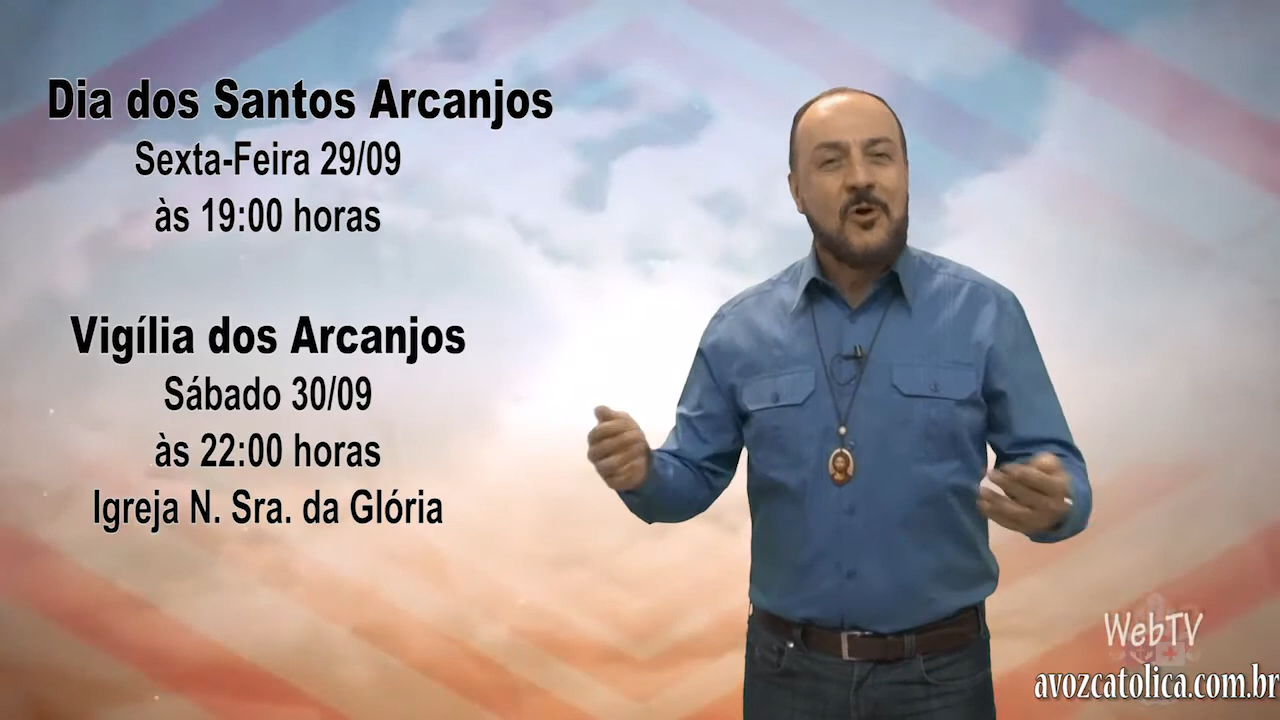 Dia dos Santos Arcanjos
Sexta-Feira 29/09
às 19:00 horas
Vigília dos Arcanjos
Sábado 30/09
às 22:00 horas
Igreja N. Sra. da Glória
WebTV
avozcatolica.com.br